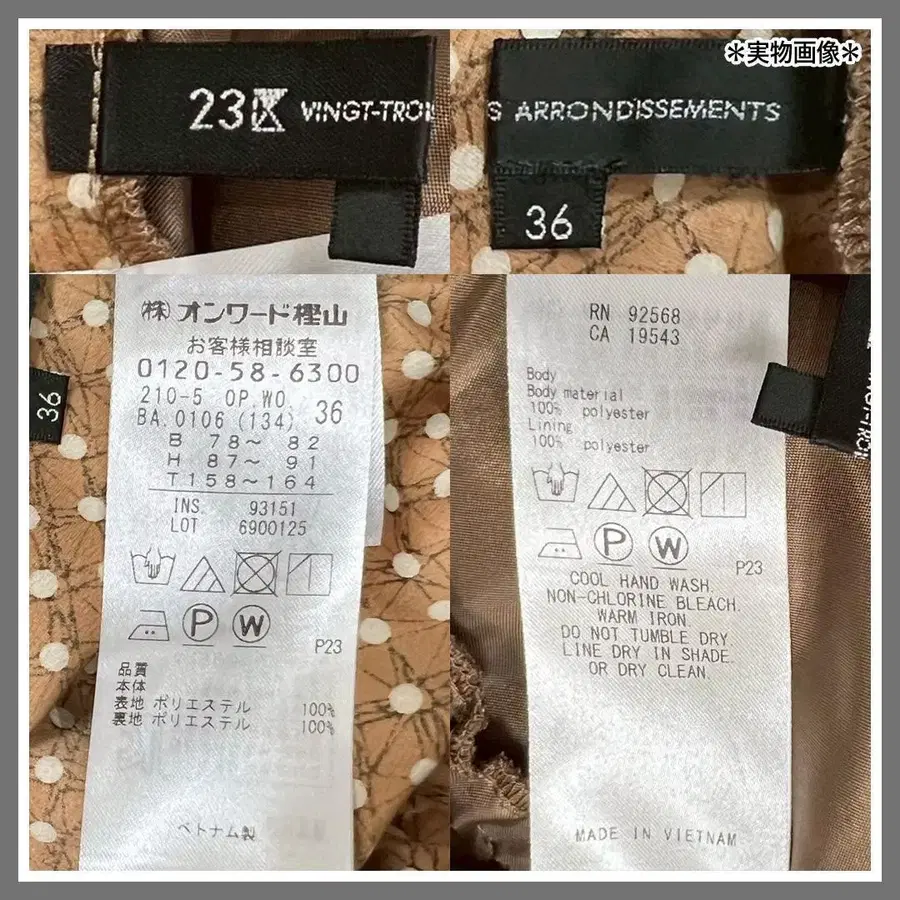 *実物画像*
23区 VINGT-TROI
S ARRONDISSEMENTS
36
㈱ オンワード樫山
お客様相談室
0120-58-6300
210-5 OP.WO.
BA.0106 (134) 36
B 78～ 82
H 87～ 91
T158～164
INS. 93151
LOT 6900125
P23
品質
本体
表地 ポリエステル 100%
裏地 ポリエステル 100%
ベトナム製
36
RN 92568
CA 19543
Body
Body material
100% polyester
Lining
100% polyester
P W
P23
COOL HAND WASH.
NON-CHLORINE BLEACH.
WARM IRON.
DO NOT TUMBLE DRY.
LINE DRY IN SHADE.
OR DRY CLEAN.
MADE IN VIETNAM
P W